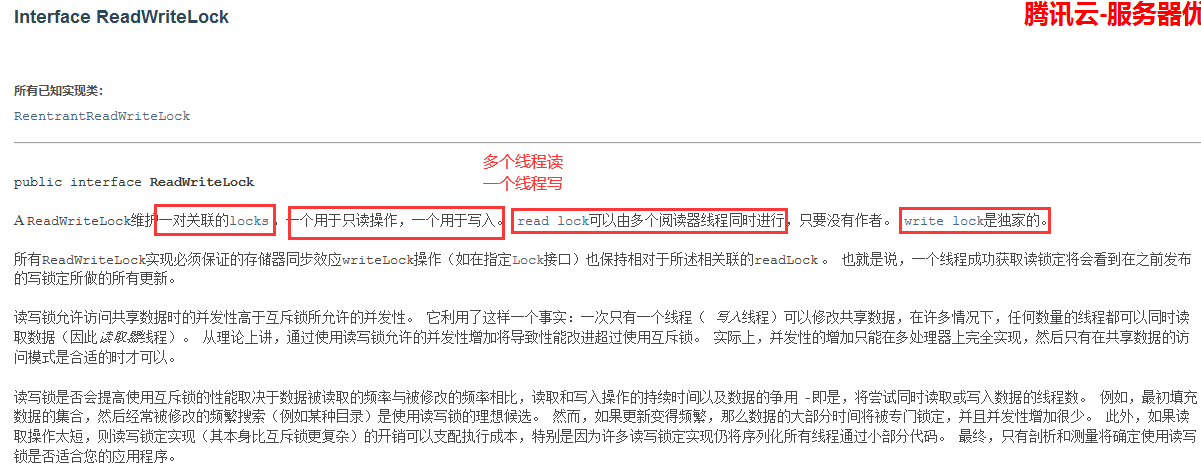 Interface ReadWriteLock
腾讯云-服务器优
所有已知实现类：
ReentrantReadWriteLock
多个线程读
一个线程写
public interface ReadWriteLock
A ReadWriteLock维护一对关联的locks，一个用于只读操作，一个用于写入。 read lock可以由多个阅读器线程同时进行，只要没有作者。 write lock是独家的。
所有ReadWriteLock实现必须保证的存储器同步效应writeLock操作（如在指定Lock接口）也保持相对于所述相关联的readLock 。 也就是说，一个线程成功获取读锁定将会看到在之前发布
的写锁定所做的所有更新。
读写锁允许访问共享数据时的并发性高于互斥锁所允许的并发性。 它利用了这样一个事实：一次只有一个线程（ 写入线程）可以修改共享数据，在许多情况下，任何数量的线程都可以同时读
取数据（因此读取器线程）。 从理论上讲，通过使用读写锁允许的并发性增加将导致性能改进超过使用互斥锁。 实际上，并发性的增加只能在多处理器上完全实现，然后只有在共享数据的访
问模式是合适的时才可以。
读写锁是否会提高使用互斥锁的性能取决于数据被读取的频率与被修改的频率相比，读取和写入操作的持续时间以及数据的争用 -即是，将尝试同时读取或写入数据的线程数。 例如，最初填充
数据的集合，然后经常被修改的频繁搜索（例如某种目录）是使用读写锁的理想候选。 然而，如果更新变得频繁，那么数据的大部分时间将被专门锁定，并且并发性增加很少。 此外，如果读
取操作太短，则读写锁定实现（其本身比互斥锁更复杂）的开销可以支配执行成本，特别是因为许多读写锁定实现仍将序列化所有线程通过小部分代码。 最终，只有剖析和测量将确定使用读写
锁是否适合您的应用程序。